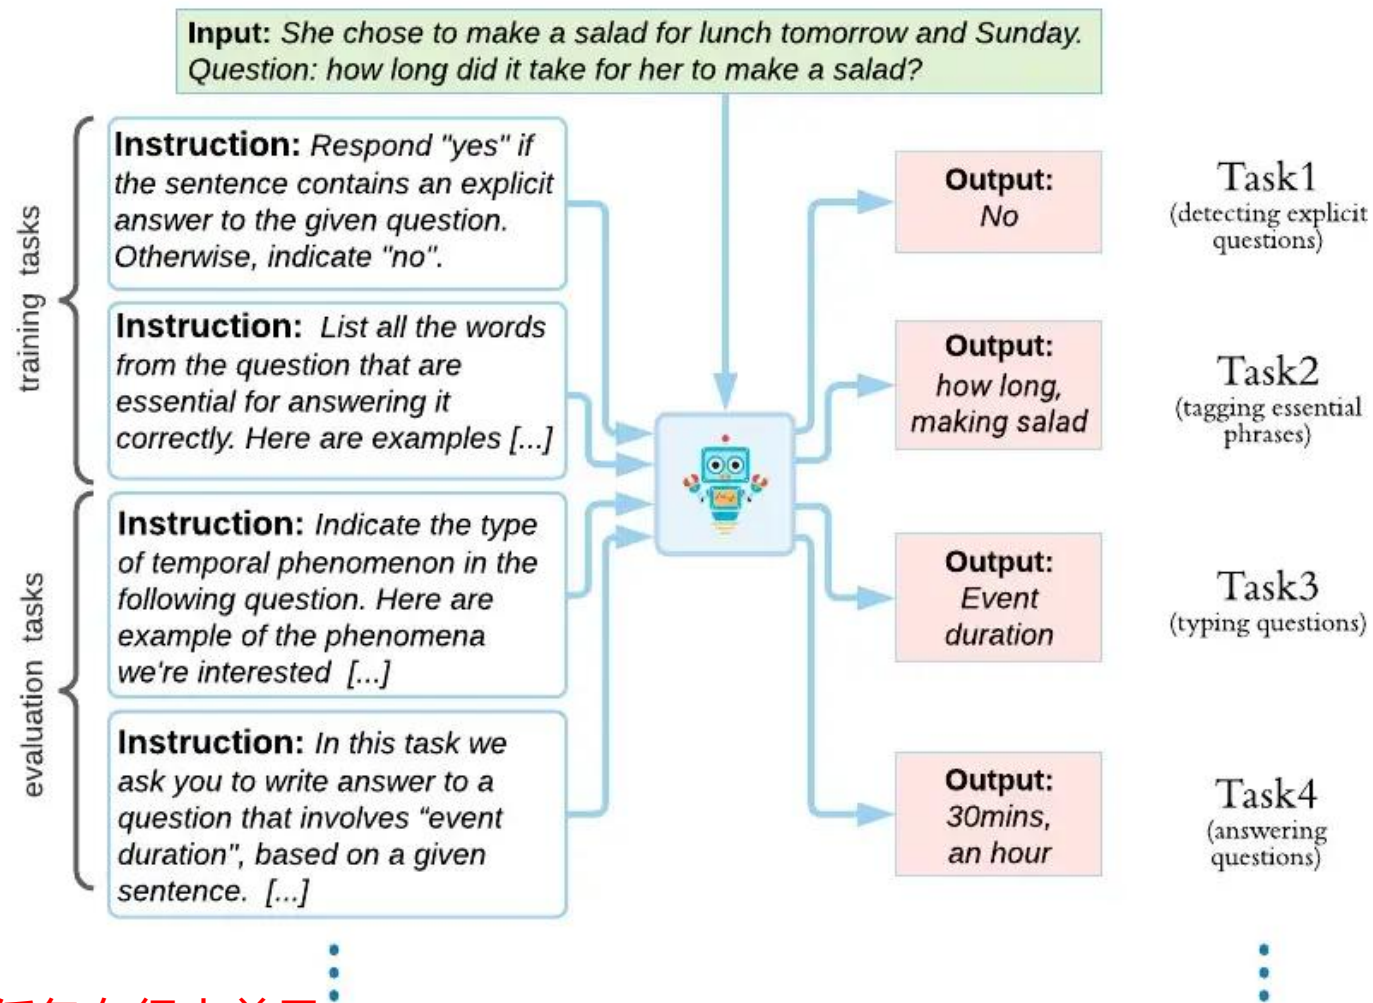 Input: She chose to make a salad for lunch tomorrow and Sunday.
Question: how long did it take for her to make a salad?
training tasks
Instruction: Respond "yes" if
the sentence contains an explicit
answer to the given question.
Otherwise, indicate "no".
Output:
No
Task1
(detecting explicit
questions)
Instruction: List all the words
from the question that are
essential for answering it
correctly. Here are examples [...]
Output:
how long,
making salad
Task2
(tagging essential
phrases)
evaluation tasks
Instruction: Indicate the type
of temporal phenomenon in the
following question. Here are
example of the phenomena
we're interested [...]
Output:
Event
duration
Task3
(typing questions)
Instruction: In this task we
ask you to write answer to a
question that involves “event
duration", based on a given
sentence. [...]
Output:
30mins,
an hour
Task4
(answering
questions)